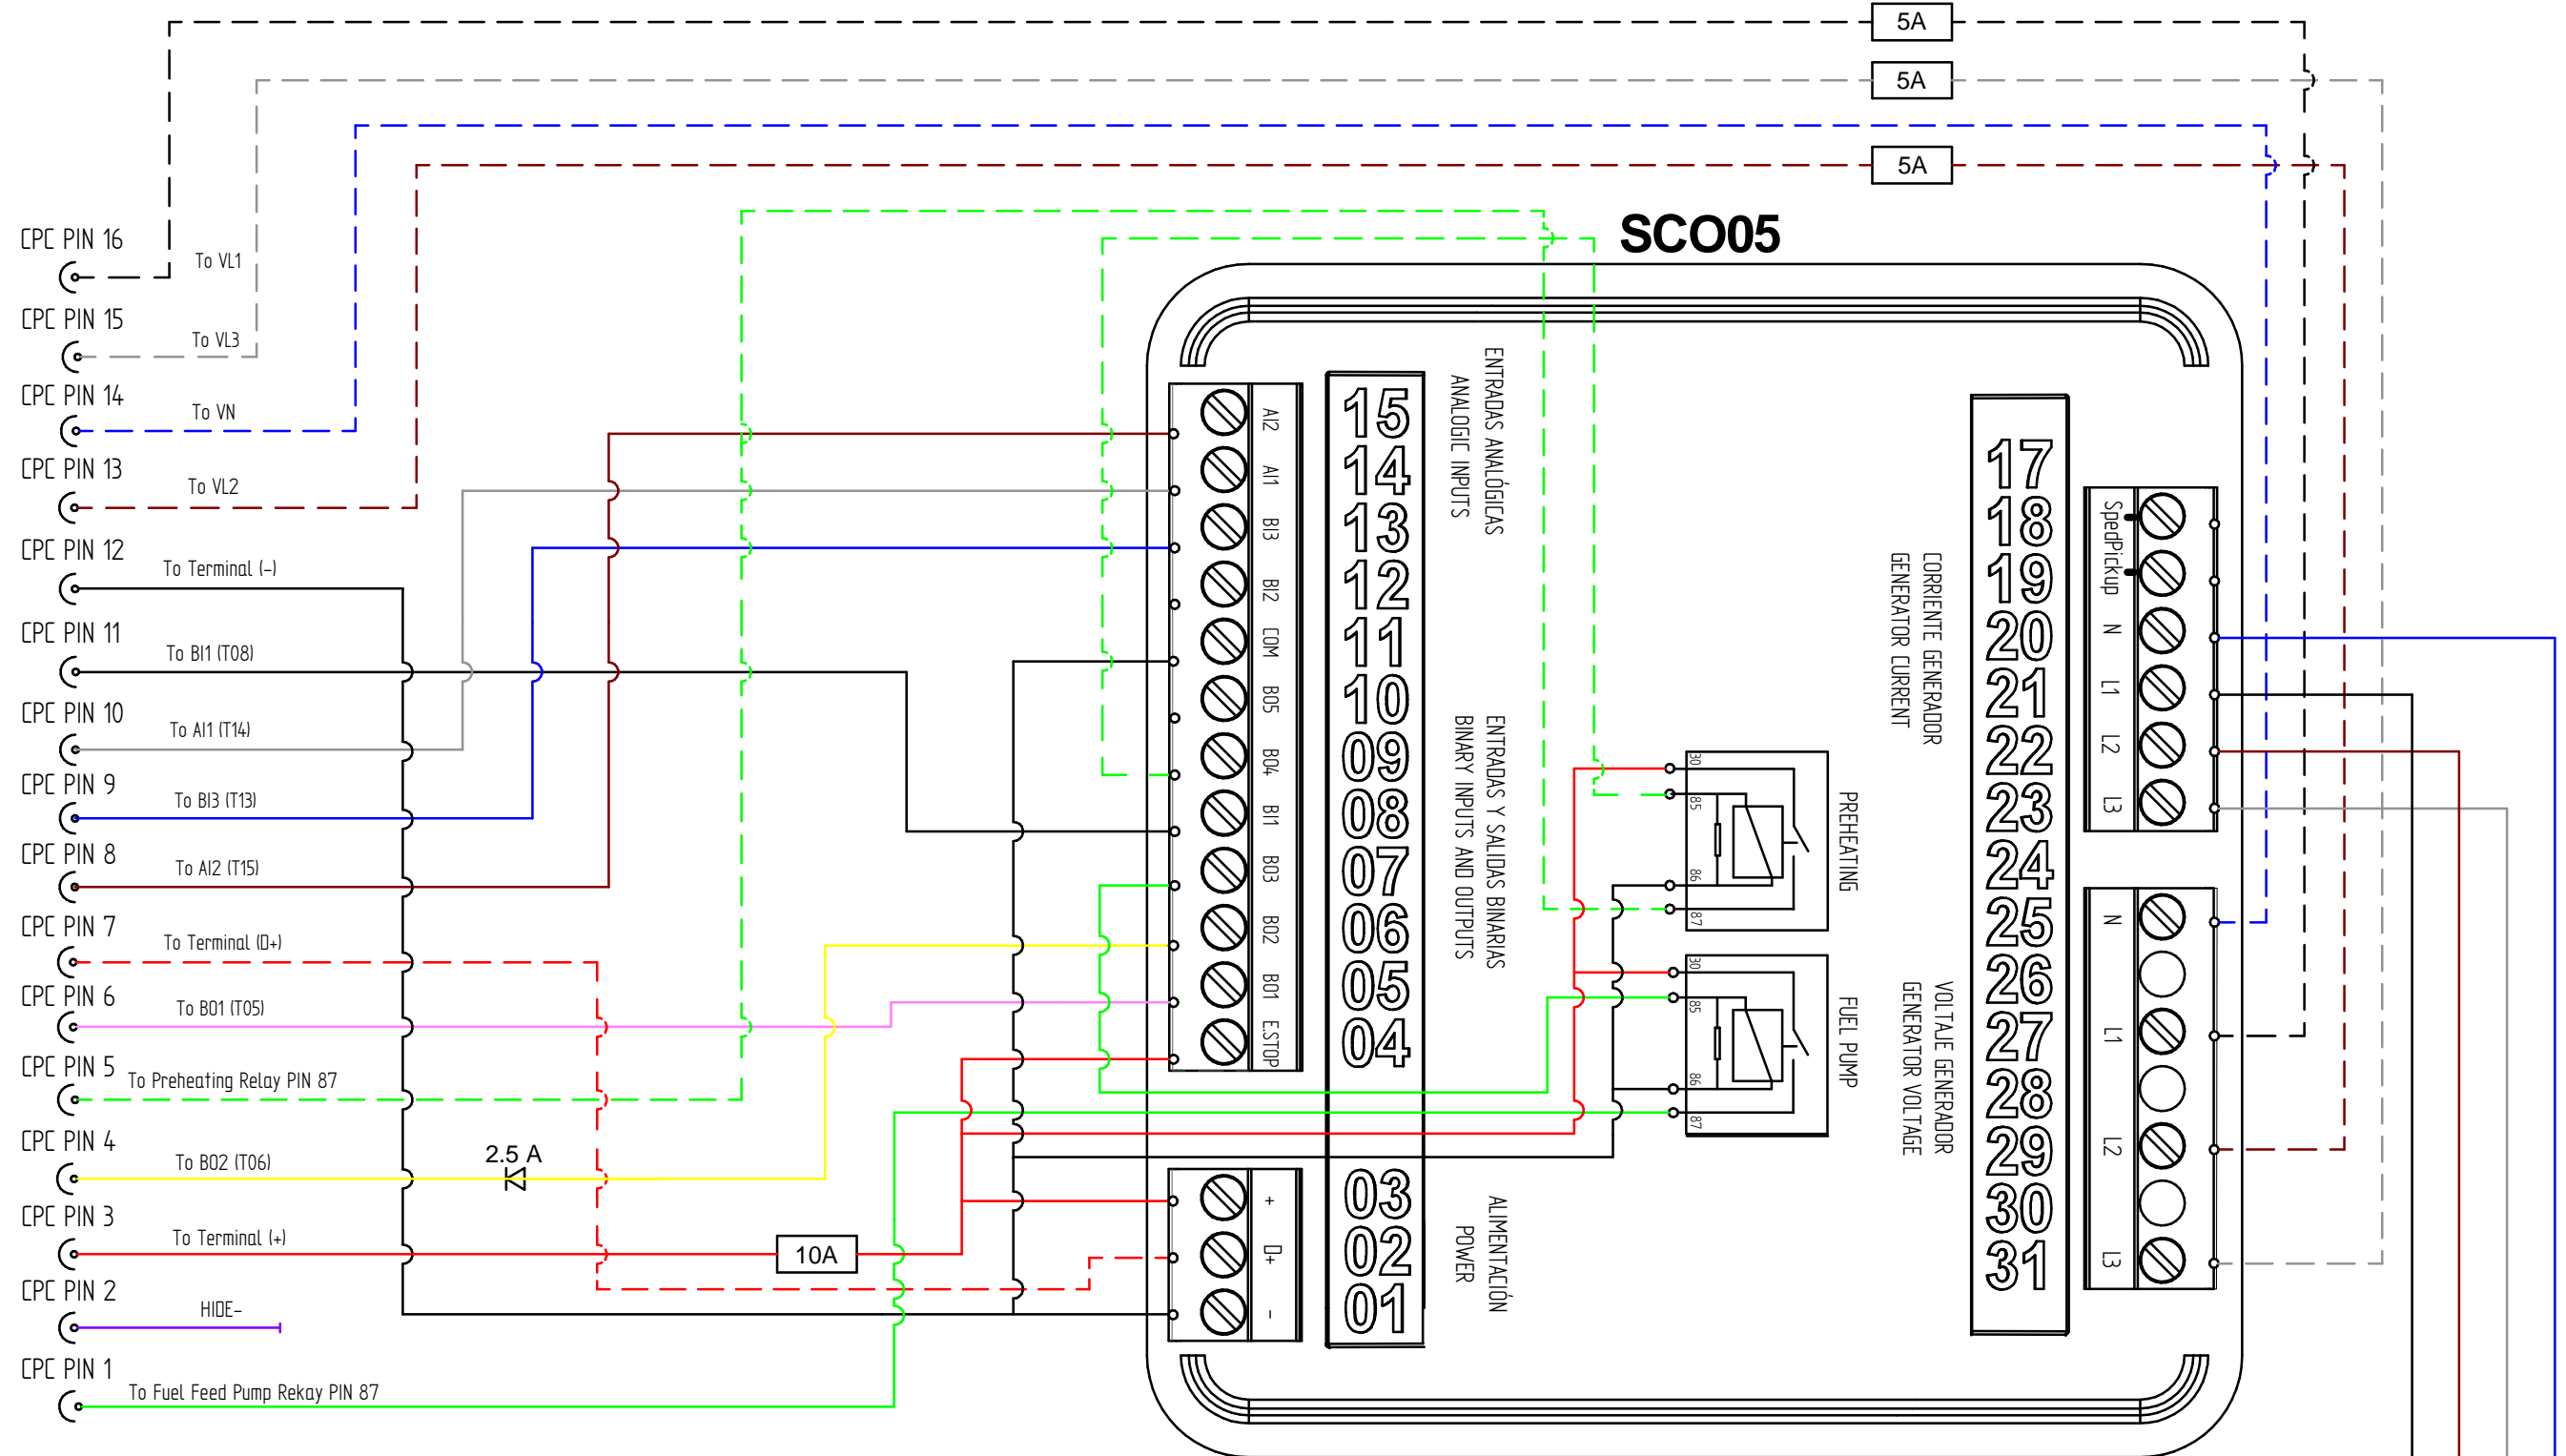 5A
5A
5A
SCO05
CPC PIN 16
To VL1
CPC PIN 15
To VL3
CPC PIN 14
To VN
CPC PIN 13
To VL2
CPC PIN 12
To Terminal (-)
CPC PIN 11
To BI1 (T08)
CPC PIN 10
To AI1 (T14)
CPC PIN 9
To BI3 (T13)
CPC PIN 8
To AI2 (T15)
CPC PIN 7
To Terminal (D+)
CPC PIN 6
To BO1 (T05)
CPC PIN 5
To Preheating Relay PIN 87
CPC PIN 4
To BO2 (T06)
2.5 A
CPC PIN 3
To Terminal (+)
10A
CPC PIN 2
HIDE-
CPC PIN 1
To Fuel Feed Pump Rekay PIN 87
AI2
AI1
BI3
BI2
COM
BO5
BO4
BI1
BO3
BO2
BO1
E.STOP
+
D+
-
15
14
13
12
11
10
09
08
07
06
05
04
03
02
01
ENTRADAS ANALÓGICAS
ANALOGIC INPUTS
ENTRADAS Y SALIDAS BINARIAS
BINARY INPUTS AND OUTPUTS
ALIMENTACIÓN
POWER
30
85
86
87
PREHEATING
30
85
86
87
FUEL PUMP
CORRIENTE GENERADOR
GENERATOR CURRENT
VOLTAJE GENERADOR
GENERATOR VOLTAGE
17
18
19
20
21
22
23
24
25
26
27
28
29
30
31
SpedPickup
N
L1
L2
L3
N
L1
L2
L3